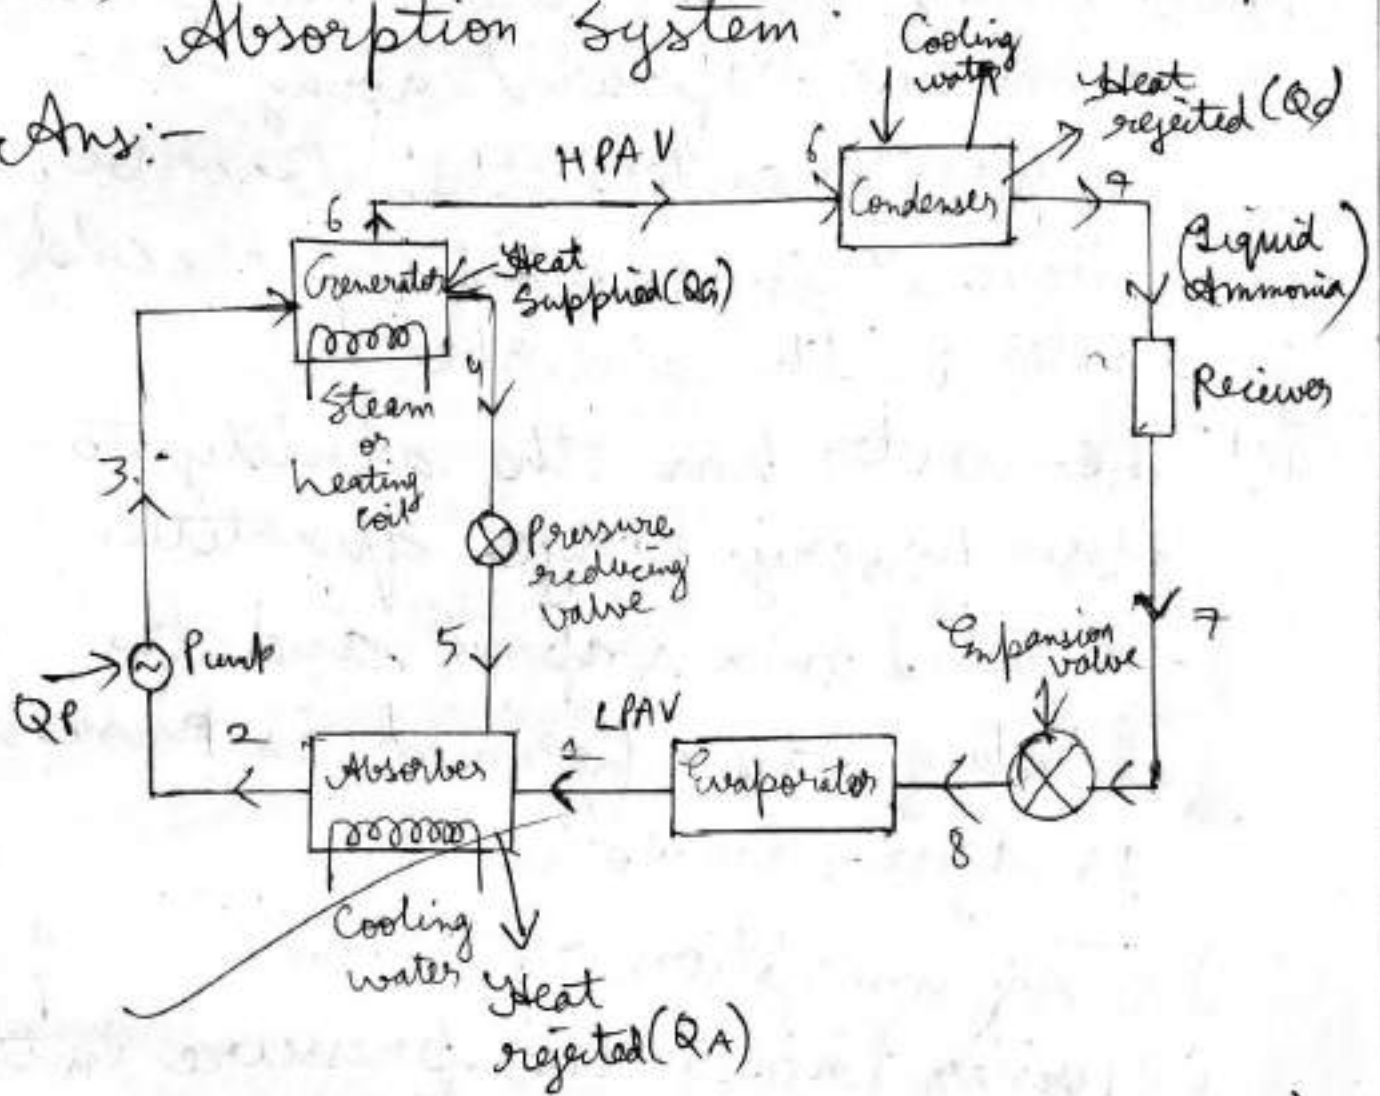 Absorption System
Ans:-
Cooling
water
Heat
rejected (Qc)
HPAV
6
6
Condenser
7
Generator
Heat
Supplied (QG)
(Liquid
Ammonia)
Steam
or
heating
coil
4
Reciever
3.
Pressure
reducing
valve
5
7
Expansion
valve
Pump
QP
2
LPAV
1
Absorber
Evaporator
8
Cooling
water
Heat
rejected (QA)